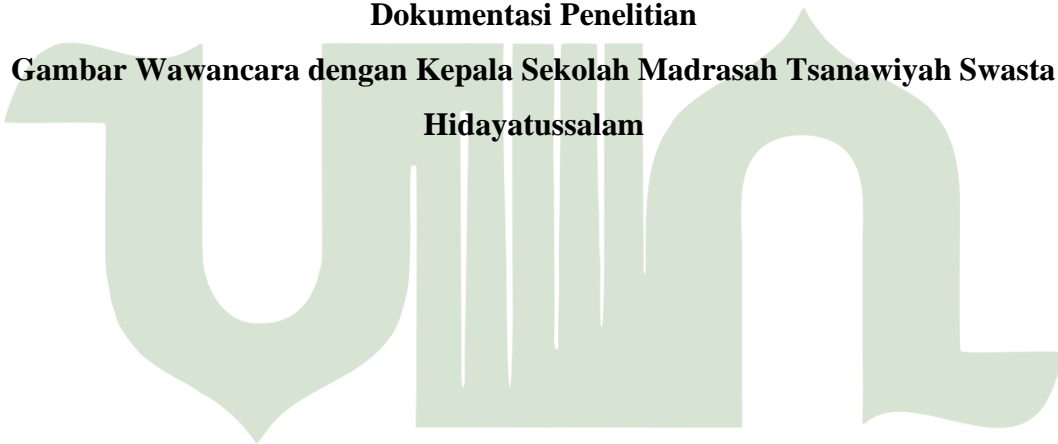 Dokumentasi Penelitian
Gambar Wawancara dengan Kepala Sekolah Madrasah Tsanawiyah Swasta
Hidayatussalam